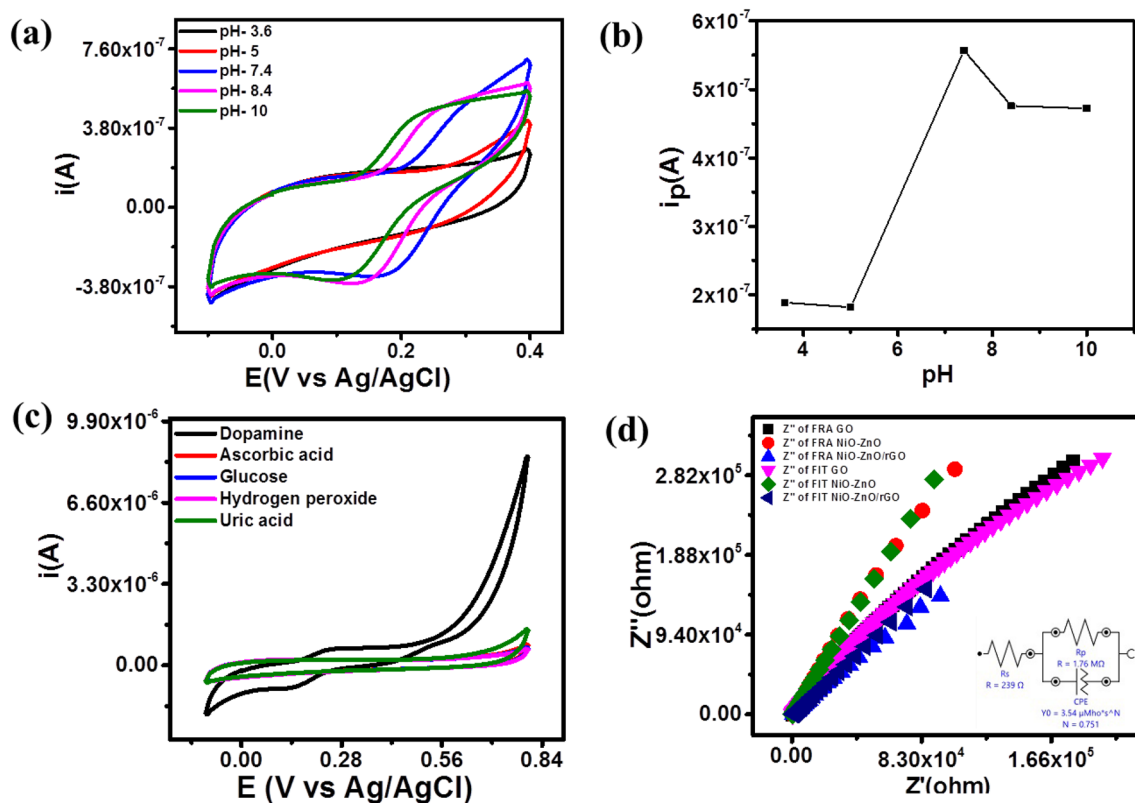 (a)
pH- 3.6
pH- 5
pH- 7.4
pH- 8.4
pH- 10
7.60x10⁻⁷
3.80x10⁻⁷
0.00
-3.80x10⁻⁷
i(A)
0.0 0.2 0.4
E(V vs Ag/AgCl)
(b)
6x10⁻⁷
5x10⁻⁷
4x10⁻⁷
3x10⁻⁷
2x10⁻⁷
iₚ(A)
4 6 8 10
pH
(c)
9.90x10⁻⁶
6.60x10⁻⁶
3.30x10⁻⁶
0.00
i(A)
Dopamine
Ascorbic acid
Glucose
Hydrogen peroxide
Uric acid
0.00 0.28 0.56 0.84
E (V vs Ag/AgCl)
(d)
Z'' of FRA GO
Z'' of FRA NiO-ZnO
Z'' of FRA NiO-ZnO/rGO
Z'' of FIT GO
Z'' of FIT NiO-ZnO
Z'' of FIT NiO-ZnO/rGO
2.82x10⁵
1.88x10⁵
9.40x10⁴
0.00
Z''(ohm)
Rs
R = 239 Ω
Rp
R = 1.76 MΩ
CPE
Y0 = 3.54 µMho*s^N
N = 0.751
0.00 8.30x10⁴ 1.66x10⁵
Z'(ohm)